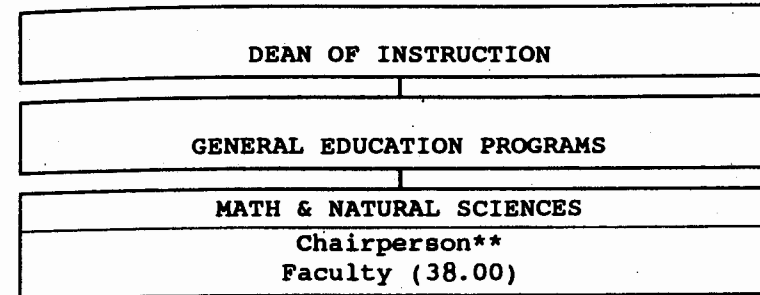 DEAN OF INSTRUCTION
GENERAL EDUCATION PROGRAMS
MATH & NATURAL SCIENCES
Chairperson**
Faculty (38.00)